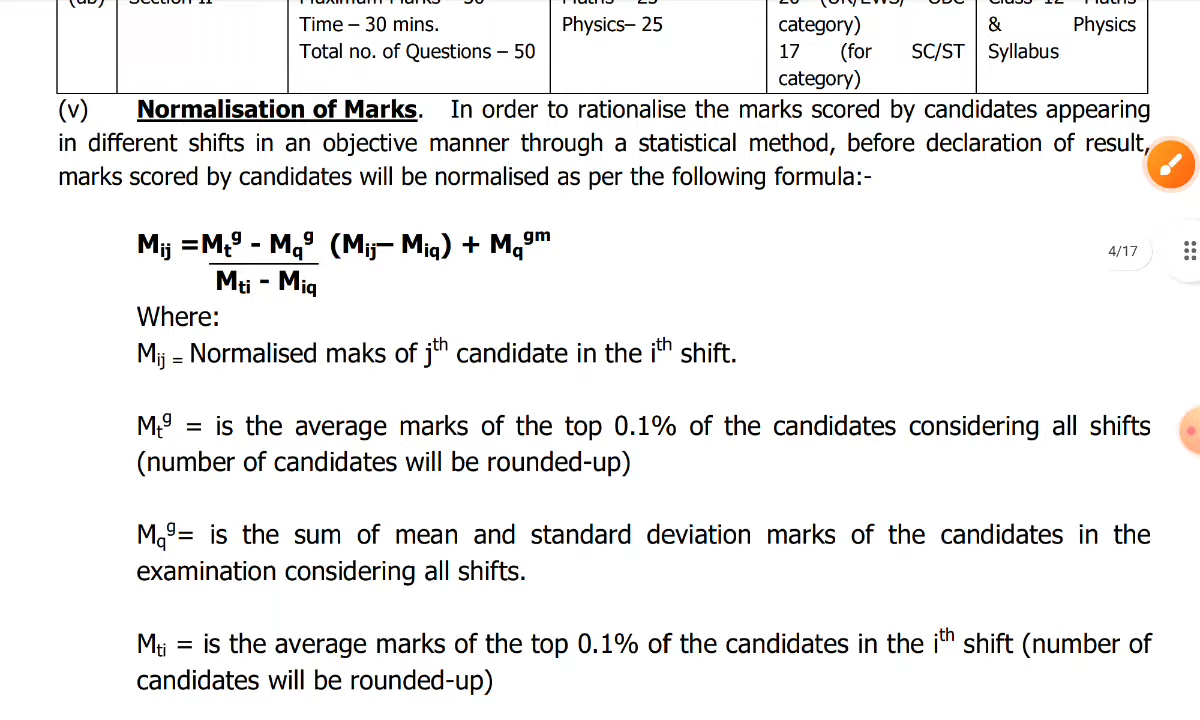 Time – 30 mins. Physics– 25 category) & Physics
Total no. of Questions – 50 17 (for SC/ST Syllabus
category)
(v) Normalisation of Marks. In order to rationalise the marks scored by candidates appearing
in different shifts in an objective manner through a statistical method, before declaration of result,
marks scored by candidates will be normalised as per the following formula:-
Mij =Mtg - Mqg (Mij– Miq) + Mqgm
Mti - Miq
4/17
Where:
Mij = Normalised maks of jth candidate in the ith shift.
Mtg = is the average marks of the top 0.1% of the candidates considering all shifts
(number of candidates will be rounded-up)
Mqg= is the sum of mean and standard deviation marks of the candidates in the
examination considering all shifts.
Mti = is the average marks of the top 0.1% of the candidates in the ith shift (number of
candidates will be rounded-up)